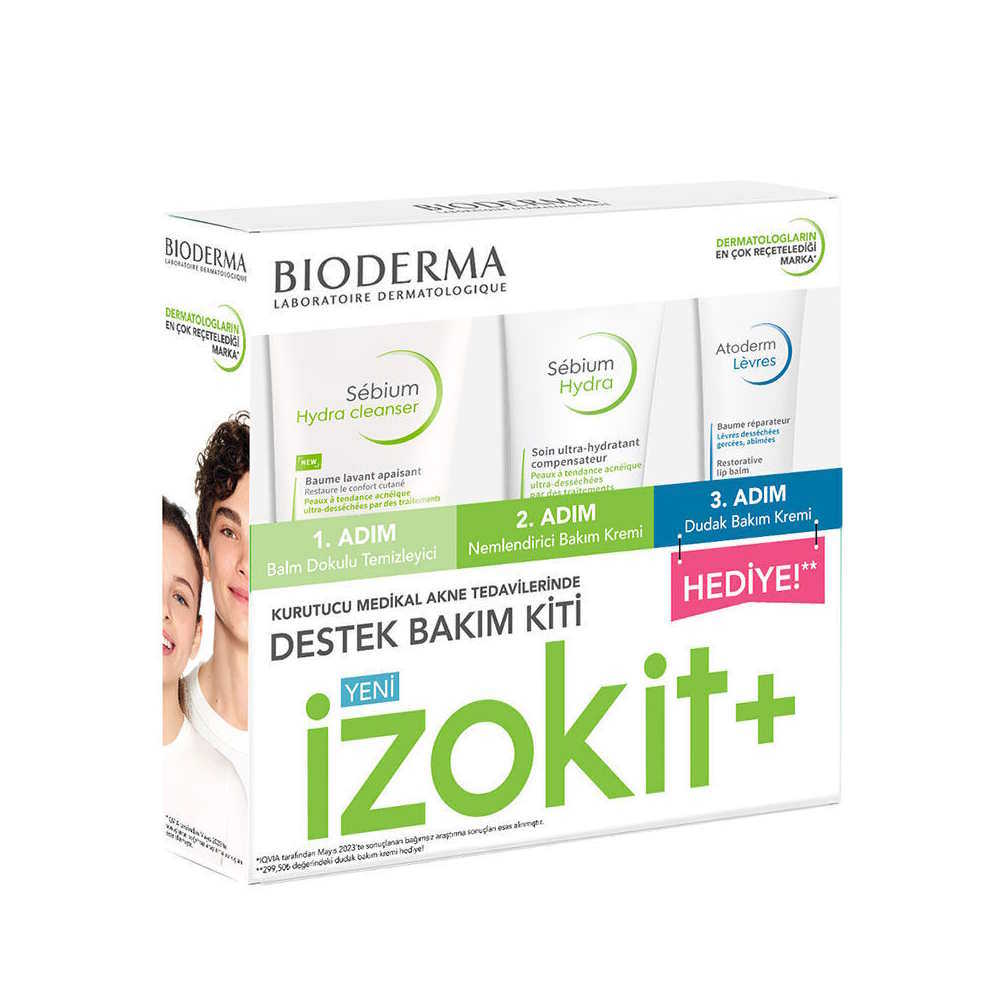 BIODERMA
LABORATOIRE DERMATOLOGIQUE
BIODERMA
LABORATOIRE DERMATOLOGIQUE
DERMATOLOGLARIN
EN ÇOK REÇETELEDİĞİ
MARKA*
BIODERMA
LABORATOIRE DERMATOLOGIQUE
DERMATOLOGLARIN
EN ÇOK REÇETELEDİĞİ
MARKA*
Sébium
Hydra cleanser
NEW
Baume lavant apaisant
Restaure le confort cutané
Peaux à tendance acnéique
ultra-desséchées par des traitements
Sébium
Hydra
Soin ultra-hydratant
compensateur
Peaux à tendance acnéique
ultra-desséchées
par des traitements
Atoderm
Lèvres
Baume réparateur
Lèvres desséchées
gercées, abîmées
Restorative
lip balm
1. ADIM
Balm Dokulu Temizleyici
2. ADIM
Nemlendirici Bakım Kremi
3. ADIM
Dudak Bakım Kremi
HEDİYE!**
KURUTUCU MEDİKAL AKNE TEDAVİLERİNDE
DESTEK BAKIM KİTİ
YENİ
izokit+
*IQVIA tarafından Mayıs 2023'te sonuçlanan bağımsız araştırma sonuçları esas alınmıştır.
**299,50₺ değerindeki dudak bakım kremi hediye!